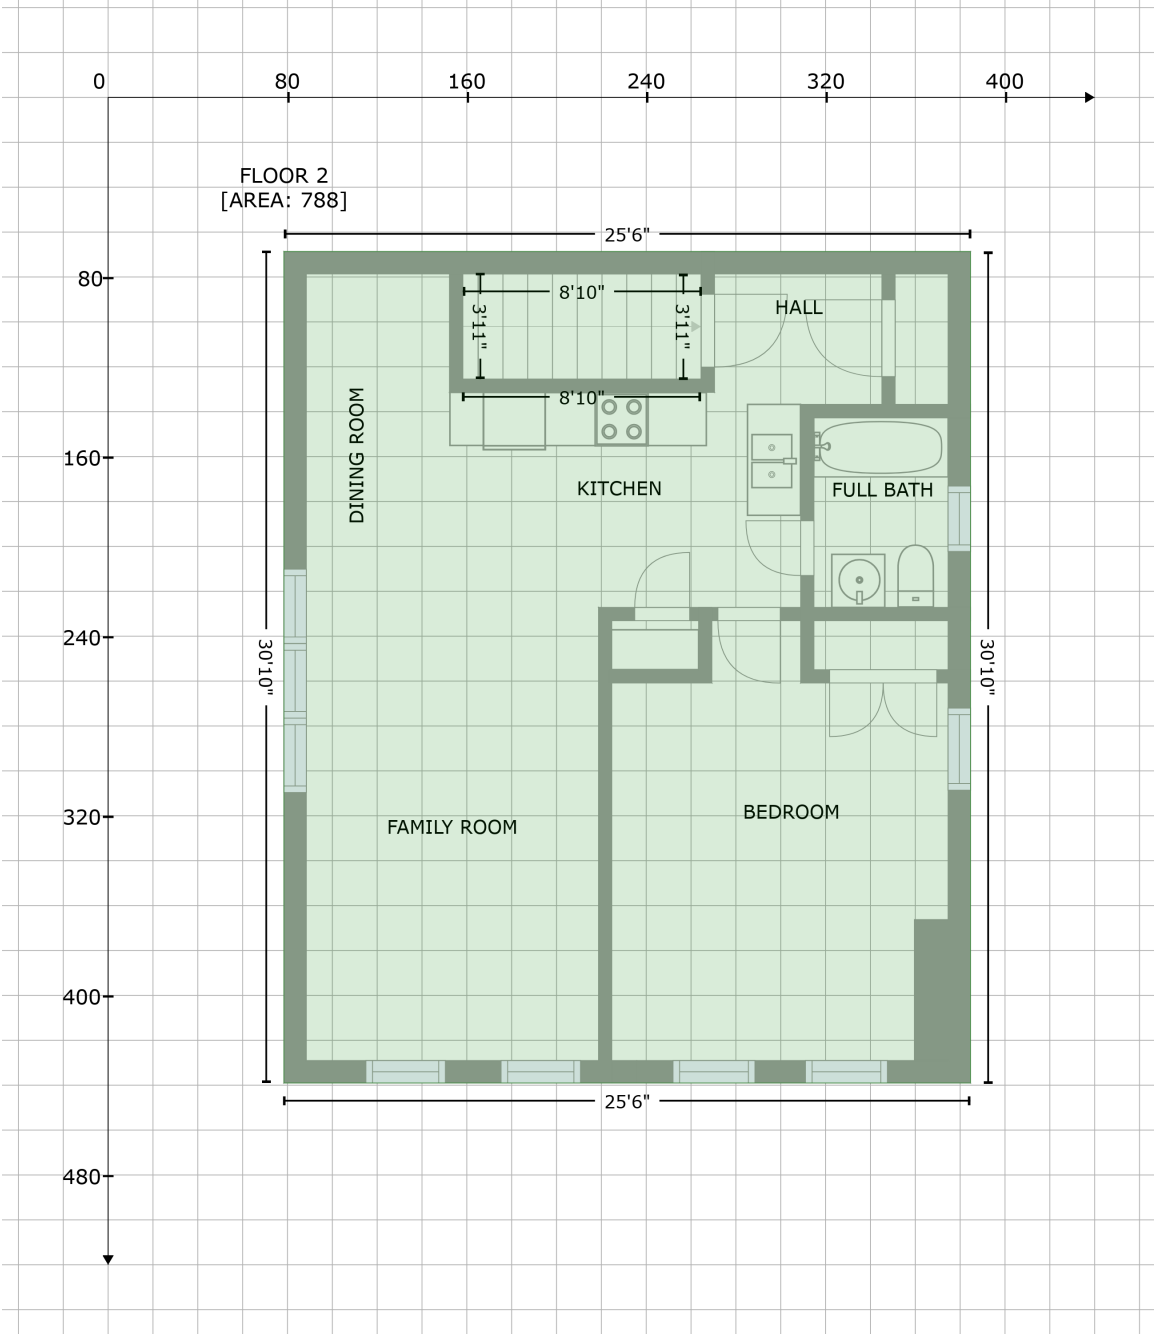 0
80
160
240
320
400
FLOOR 2
[AREA: 788]
25'6"
80
8'10"
HALL
3'11"
3'11"
8'10"
DINING ROOM
160
KITCHEN
FULL BATH
240
30'10"
30'10"
320
FAMILY ROOM
BEDROOM
400
25'6"
480